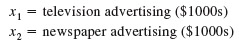 x₁ = television advertising ($1000s)
x₂ = newspaper advertising ($1000s)